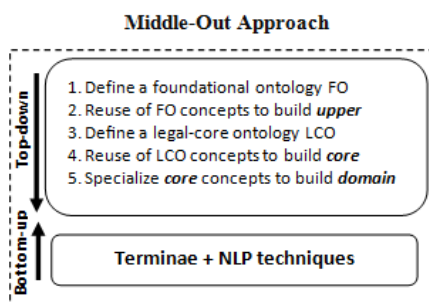 Middle-Out Approach
Top-down
1. Define a foundational ontology FO
2. Reuse of FO concepts to build upper
3. Define a legal-core ontology LCO
4. Reuse of LCO concepts to build core
5. Specialize core concepts to build domain
Bottom-up
Terminae + NLP techniques